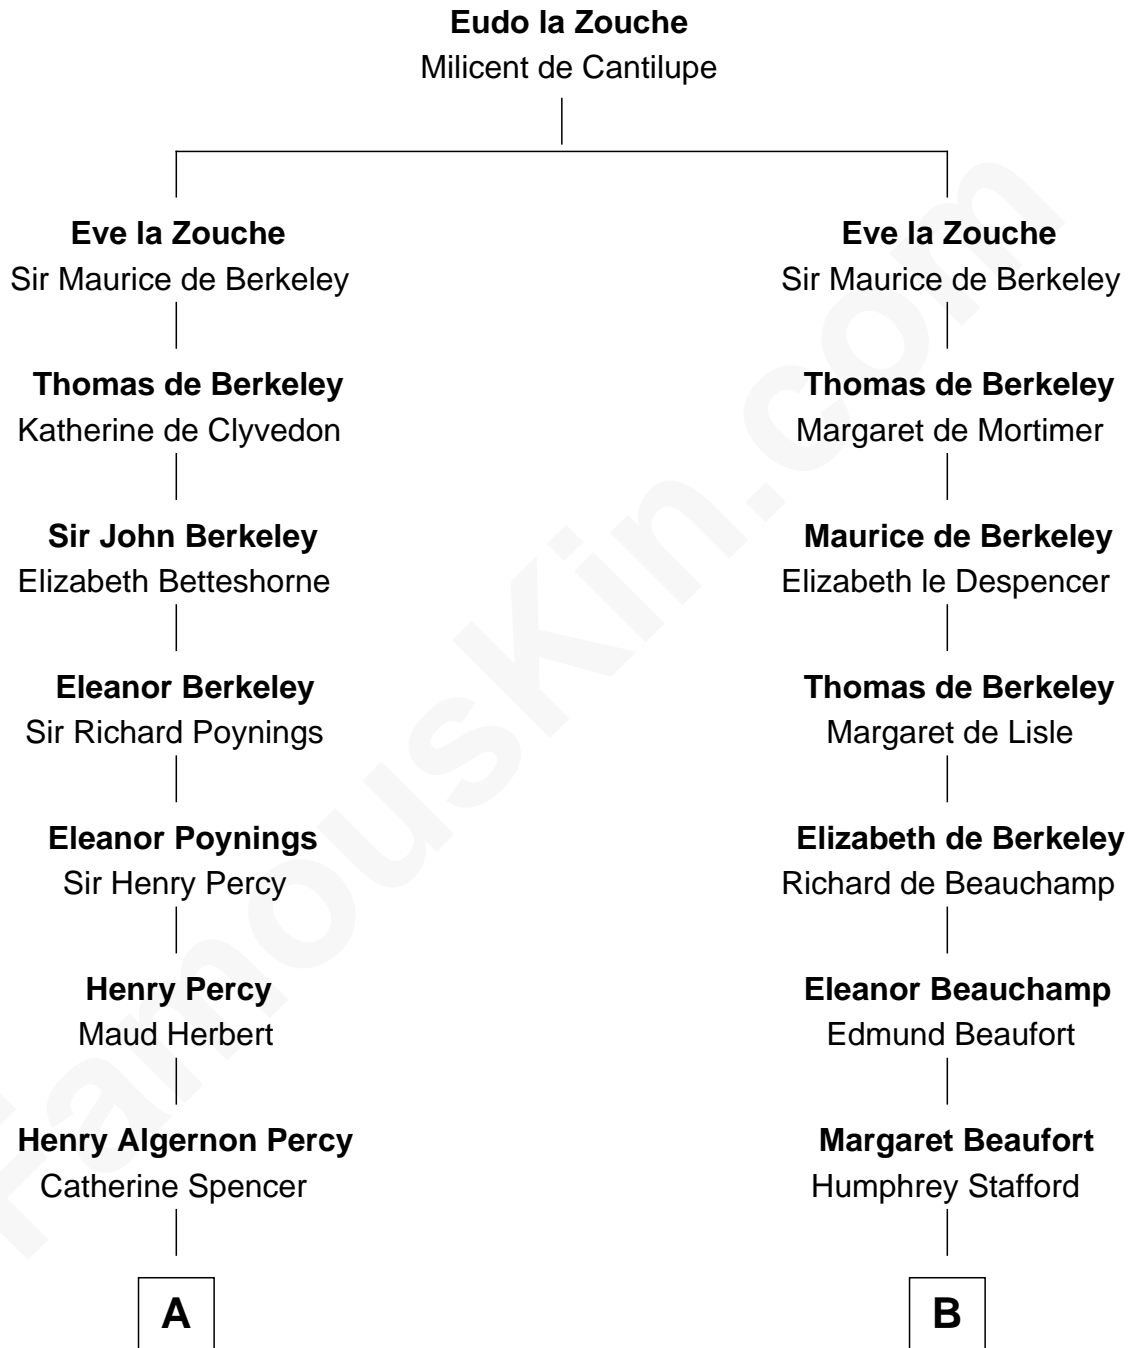 Eudo la Zouche
Milicent de Cantilupe
Eve la Zouche
Sir Maurice de Berkeley
Eve la Zouche
Sir Maurice de Berkeley
Thomas de Berkeley
Katherine de Clyvedon
Thomas de Berkeley
Margaret de Mortimer
Sir John Berkeley
Elizabeth Betteshorne
Maurice de Berkeley
Elizabeth le Despencer
Eleanor Berkeley
Sir Richard Poynings
Thomas de Berkeley
Margaret de Lisle
Eleanor Poynings
Sir Henry Percy
Elizabeth de Berkeley
Richard de Beauchamp
Henry Percy
Maud Herbert
Eleanor Beauchamp
Edmund Beaufort
Henry Algernon Percy
Catherine Spencer
Margaret Beaufort
Humphrey Stafford
A
B
FamousKin.com